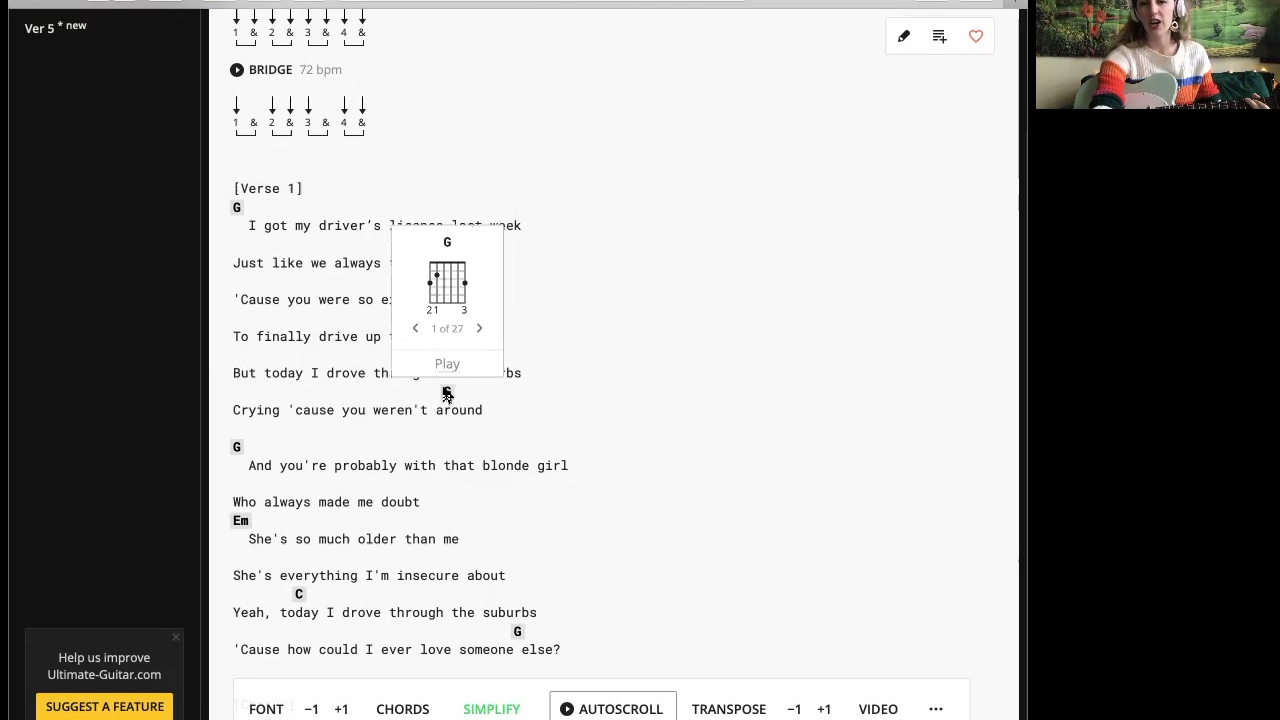 Ver 5 * new
1 & 2 & 3 & 4 &
BRIDGE 72 bpm
1 & 2 & 3 & 4 &
[Verse 1]
G
I got my driver’s license last week
Just like we always
'Cause you were so
To finally drive up
But today I drove
Crying 'cause you weren't around
G
21 3
1 of 27
Play
G
And you're probably with that blonde girl
Who always made me doubt
Em
She's so much older than me
She's everything I'm insecure about
C
Yeah, today I drove through the suburbs
G
'Cause how could I ever love someone else?
Help us improve
Ultimate-Guitar.com
SUGGEST A FEATURE
FONT −1 +1 CHORDS SIMPLIFY AUTOSCROLL TRANSPOSE −1 +1 VIDEO ...